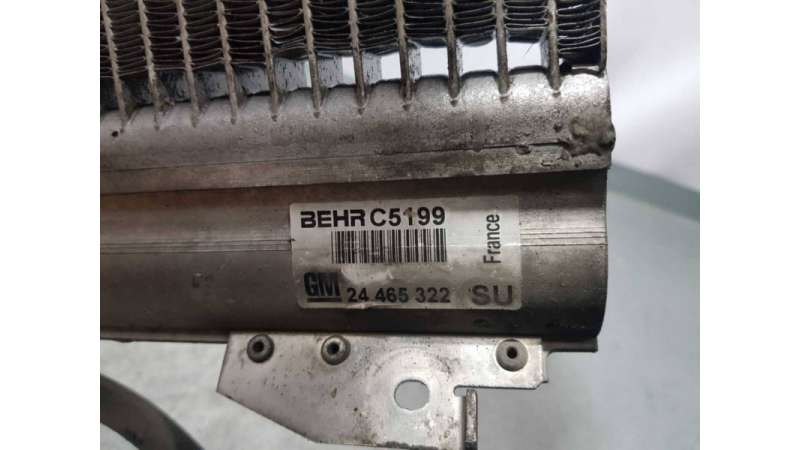 BEHR C5199
France
GM 24 465 322 SU